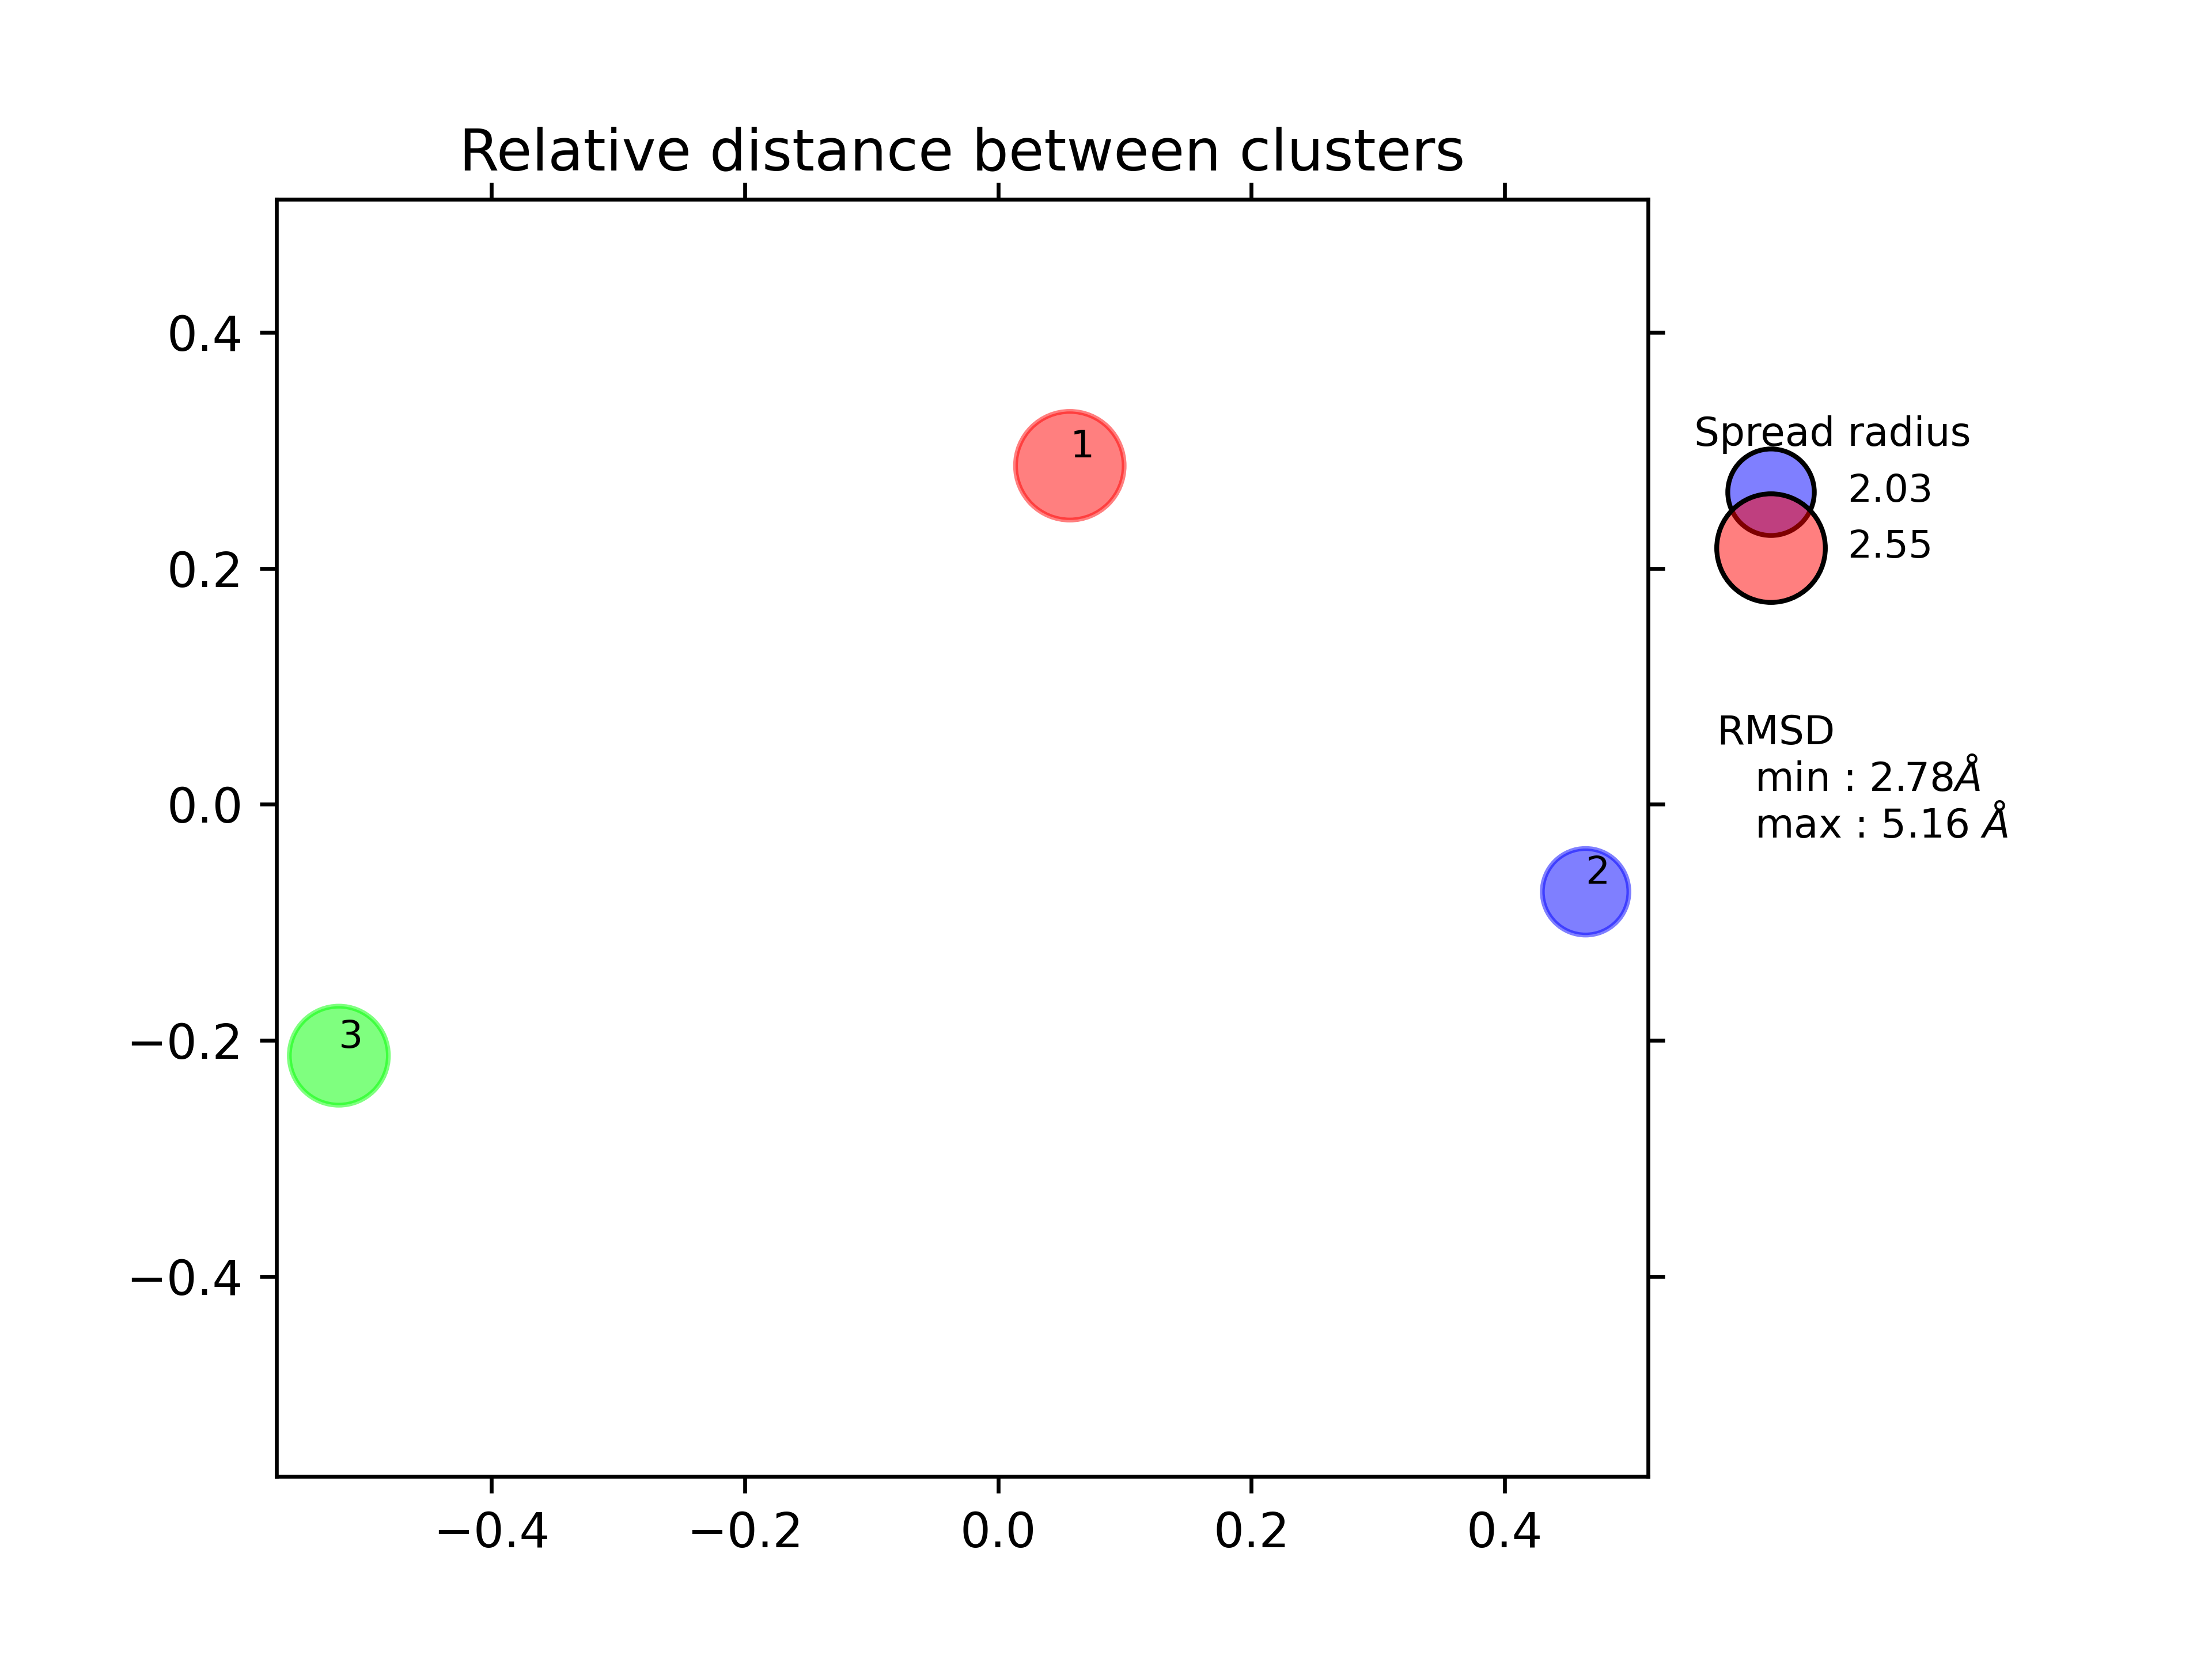 Relative distance between clusters
0.4
0.2
0.0
−0.2
−0.4
−0.4 −0.2 0.0 0.2 0.4
1
2
3
Spread radius
2.03
2.55
RMSD
min : 2.78Å
max : 5.16 Å